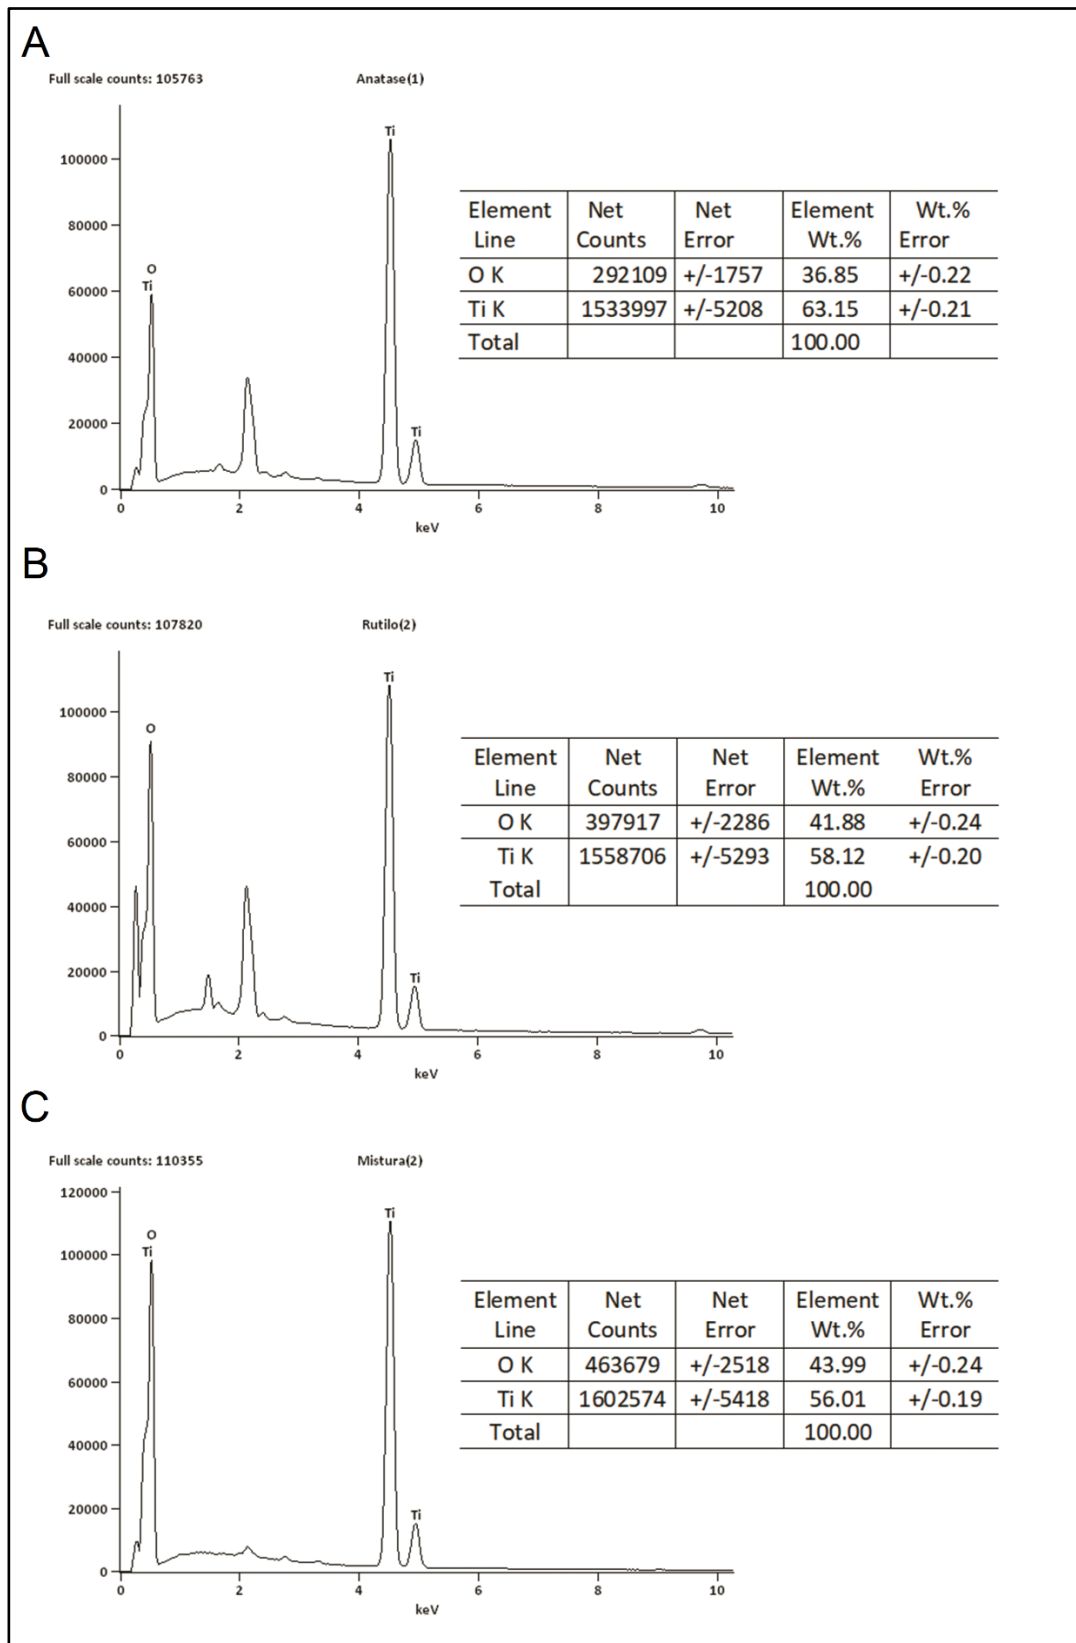 A
Full scale counts: 105763 Anatase(1)
Ti
100000
80000
O
Ti
60000
40000
Ti
20000
0
0 2 4 6 8 10
keV
Element Line Net Counts Net Error Element Wt.% Wt.% Error
O K 292109 +/-1757 36.85 +/-0.22
Ti K 1533997 +/-5208 63.15 +/-0.21
Total 100.00
B
Full scale counts: 107820 Rutilo(2)
Ti
100000
O
80000
60000
40000
20000
Ti
0
0 2 4 6 8 10
keV
Element Line Net Counts Net Error Element Wt.% Wt.% Error
O K 397917 +/-2286 41.88 +/-0.24
Ti K 1558706 +/-5293 58.12 +/-0.20
Total 100.00
C
Full scale counts: 110355 Mistura(2)
120000
Ti
O
Ti
100000
80000
60000
40000
20000
Ti
0
0 2 4 6 8 10
keV
Element Line Net Counts Net Error Element Wt.% Wt.% Error
O K 463679 +/-2518 43.99 +/-0.24
Ti K 1602574 +/-5418 56.01 +/-0.19
Total 100.00